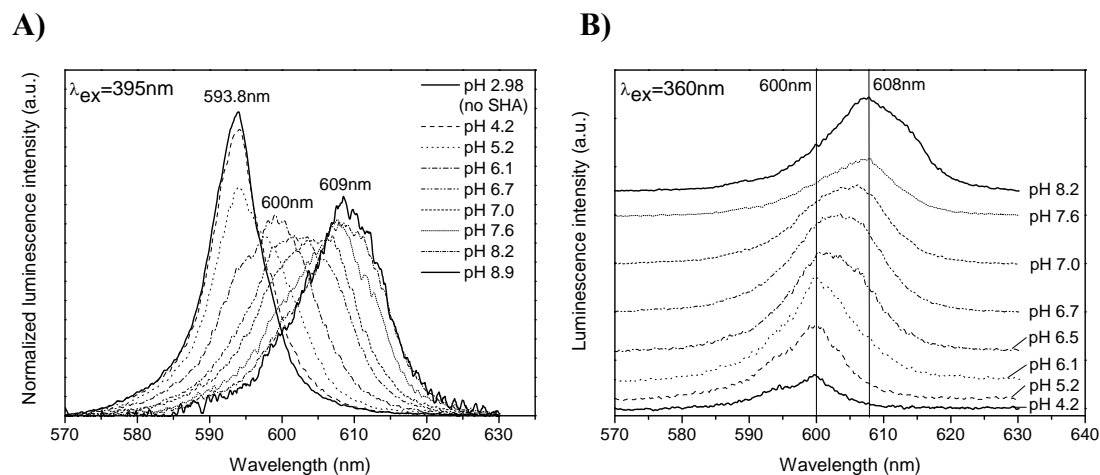 A)
B)
λex=395nm
593.8nm
600nm
609nm
pH 2.98
(no SHA)
pH 4.2
pH 5.2
pH 6.1
pH 6.7
pH 7.0
pH 7.6
pH 8.2
pH 8.9
Normalized luminescence intensity (a.u.)
570 580 590 600 610 620 630
Wavelength (nm)
λex=360nm
600nm
608nm
pH 8.2
pH 7.6
pH 7.0
pH 6.7
pH 6.5
pH 6.1
pH 5.2
pH 4.2
Luminescence intensity (a.u.)
570 580 590 600 610 620 630 640
Wavelength (nm)